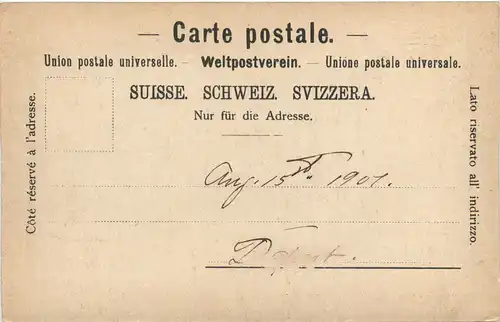 — Carte postale. —
Union postale universelle. — Weltpostverein. — Unione postale universale.
SUISSE. SCHWEIZ. SVIZZERA.
Nur für die Adresse.
Côté réservé à l'adresse.
Lato riservato all' indirizzo.
Aug. 15 1901.